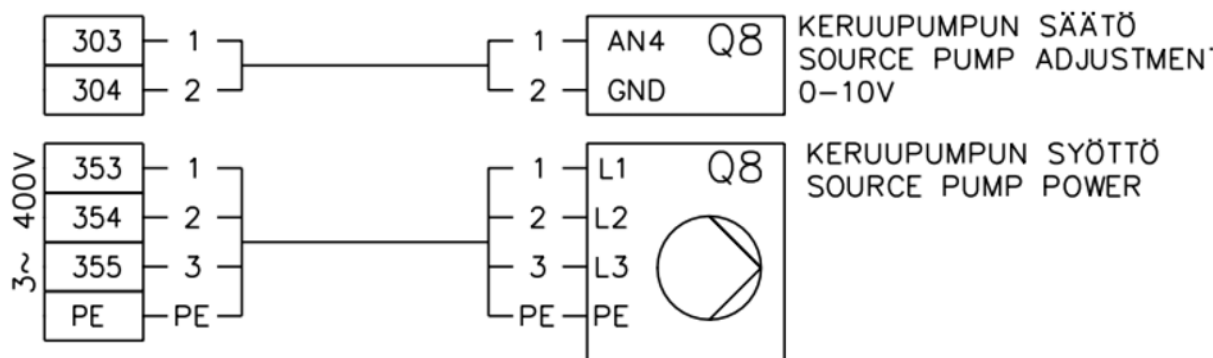 303 1 1 AN4 Q8 KERUUPUMPUN SÄÄTÖ
304 2 2 GND SOURCE PUMP ADJUSTMENT
0-10V
3~ 400V
353 1 1 L1 Q8 KERUUPUMPUN SYÖTTÖ
354 2 2 L2 SOURCE PUMP POWER
355 3 3 L3
PE PE PE PE